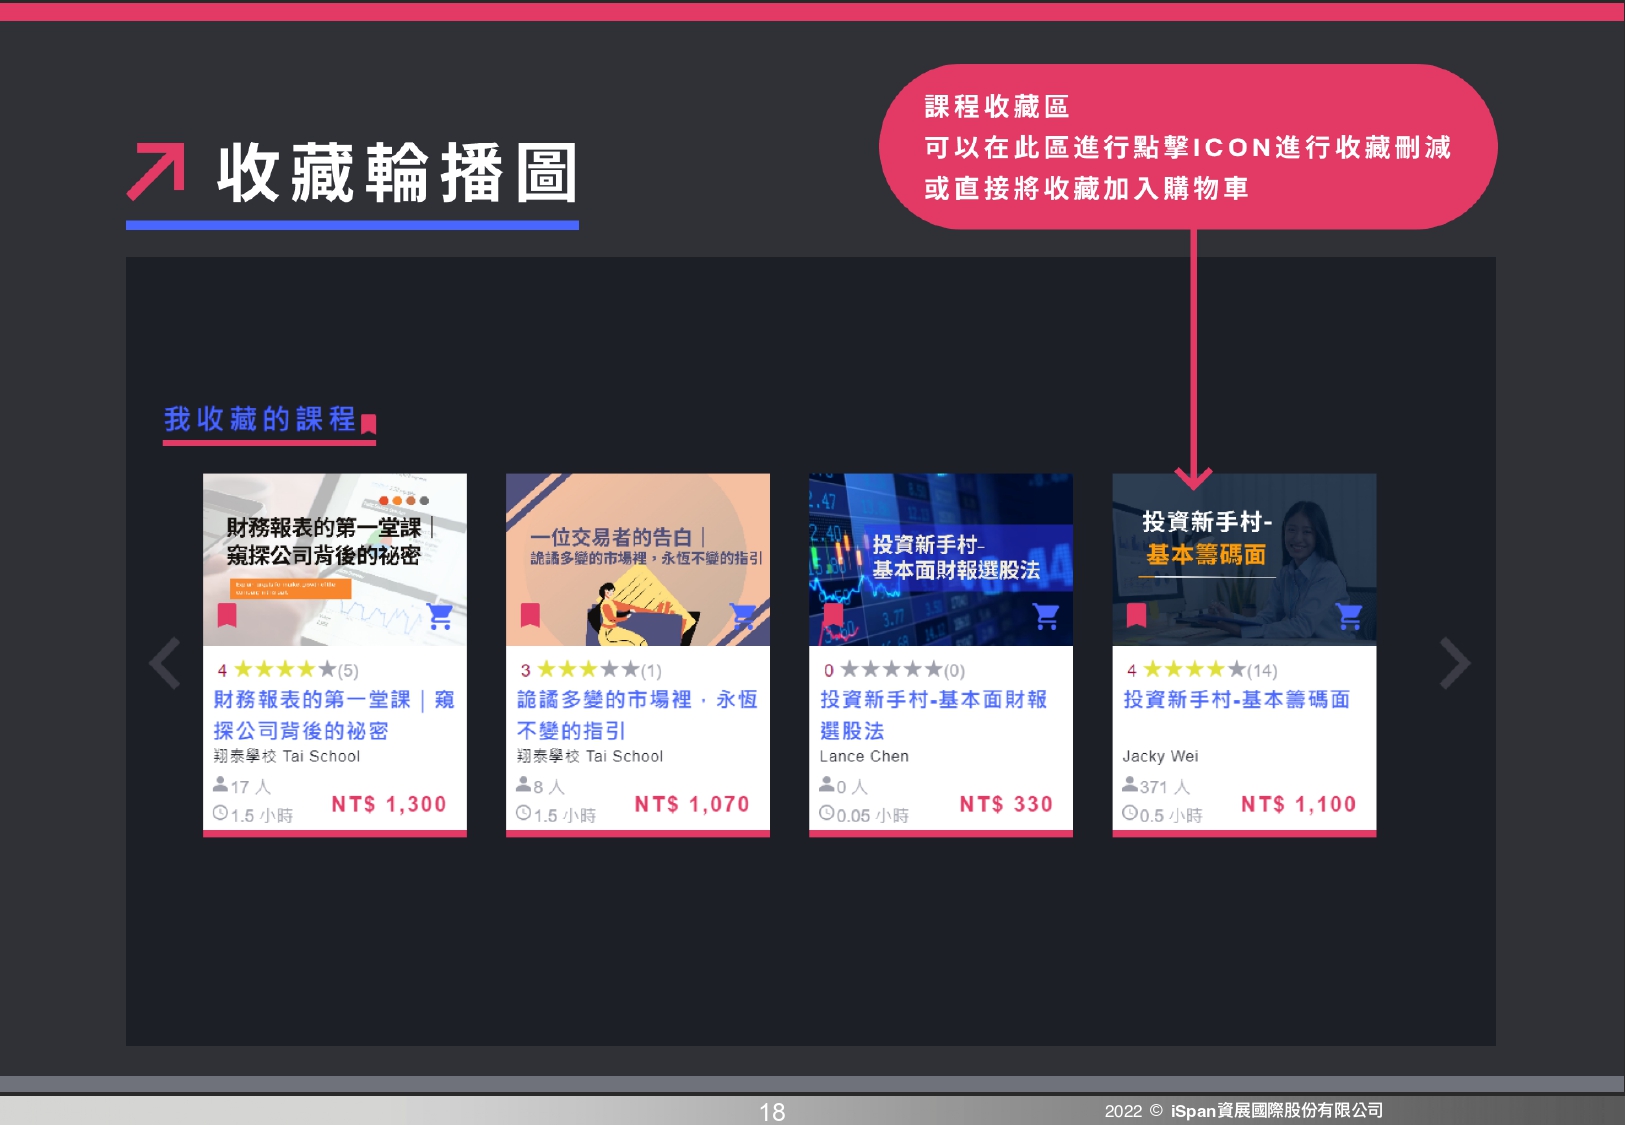 收藏輪播圖
課程收藏區
可以在此區進行點擊ICON進行收藏刪減
或直接將收藏加入購物車
我收藏的課程
財務報表的第一堂課｜
窺探公司背後的祕密
4 ★★★★★(5)
財務報表的第一堂課｜窺
探公司背後的祕密
翔泰學校 Tai School
17 人
1.5 小時
NT$ 1,300
一位交易者的告白｜
詭譎多變的市場裡，永恆不變的指引
3 ★★★★★(1)
詭譎多變的市場裡，永恆
不變的指引
翔泰學校 Tai School
8 人
1.5 小時
NT$ 1,070
投資新手村-
基本面財報選股法
0 ★★★★★(0)
投資新手村-基本面財報
選股法
Lance Chen
0 人
0.05 小時
NT$ 330
投資新手村-
基本籌碼面
4 ★★★★★(14)
投資新手村-基本籌碼面
Jacky Wei
371 人
0.5 小時
NT$ 1,100
18
2022 © iSpan資展國際股份有限公司